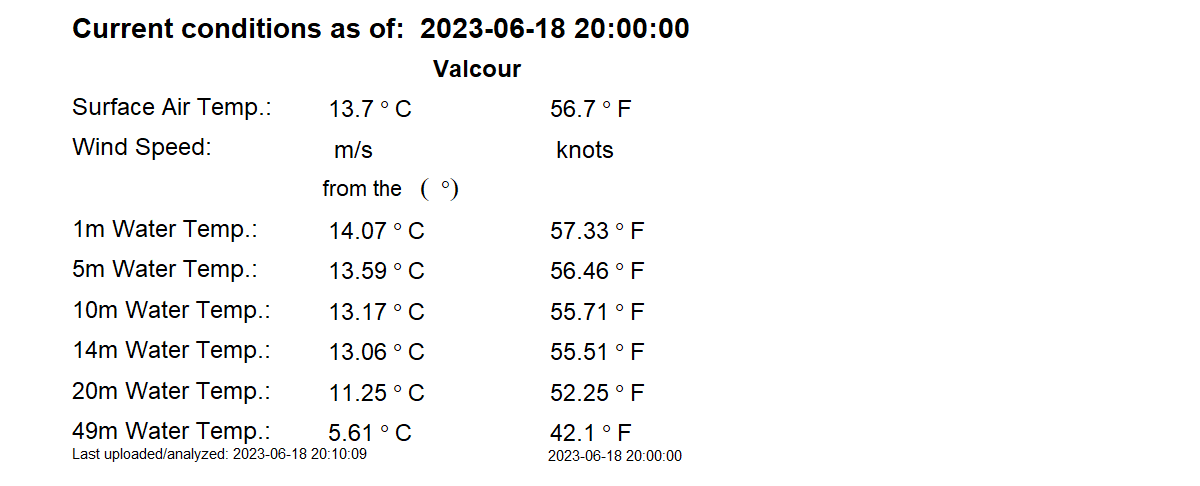 Current conditions as of:  2023-06-18 20:00:00
Valcour
Surface Air Temp.: 13.7 ° C 56.7 ° F
Wind Speed: m/s knots
from the ( °)
1m Water Temp.: 14.07 ° C 57.33 ° F
5m Water Temp.: 13.59 ° C 56.46 ° F
10m Water Temp.: 13.17 ° C 55.71 ° F
14m Water Temp.: 13.06 ° C 55.51 ° F
20m Water Temp.: 11.25 ° C 52.25 ° F
49m Water Temp.: 5.61 ° C 42.1 ° F
Last uploaded/analyzed: 2023-06-18 20:10:09 2023-06-18 20:00:00